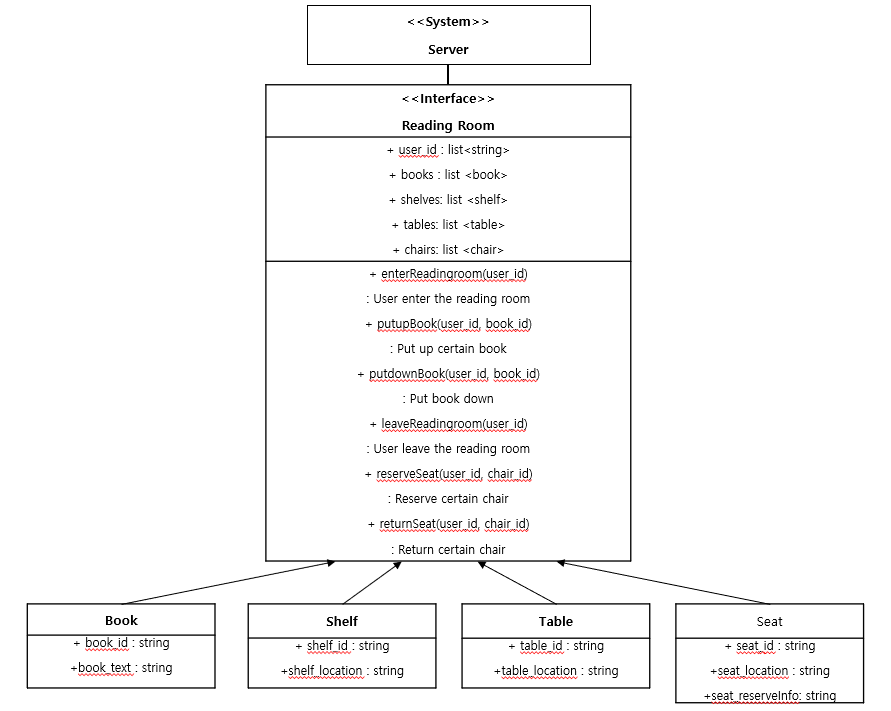 <<System>>
Server
<<Interface>>
Reading Room
+ user_id : list<string>
+ books : list <book>
+ shelves: list <shelf>
+ tables: list <table>
+ chairs: list <chair>
+ enterReadingroom(user_id)
: User enter the reading room
+ putupBook(user_id, book_id)
: Put up certain book
+ putdownBook(user_id, book_id)
: Put book down
+ leaveReadingroom(user_id)
: User leave the reading room
+ reserveSeat(user_id, chair_id)
: Reserve certain chair
+ returnSeat(user_id, chair_id)
: Return certain chair
Book
+ book_id : string
+book_text : string
Shelf
+ shelf_id : string
+shelf_location : string
Table
+ table_id : string
+table_location : string
Seat
+ seat_id : string
+seat_location : string
+seat_reserveInfo: string